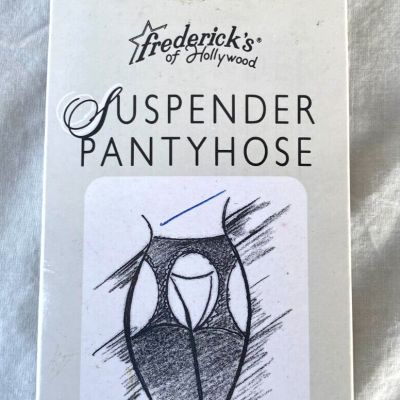 frederick's®
of Hollywood
SUSPENDER
PANTYHOSE